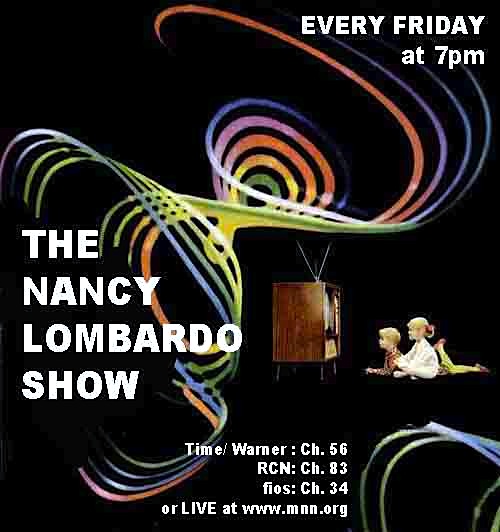 EVERY FRIDAY
at 7pm
THE
NANCY
LOMBARDO
SHOW
Time/ Warner : Ch. 56
RCN: Ch. 83
fios: Ch. 34
or LIVE at www.mnn.org